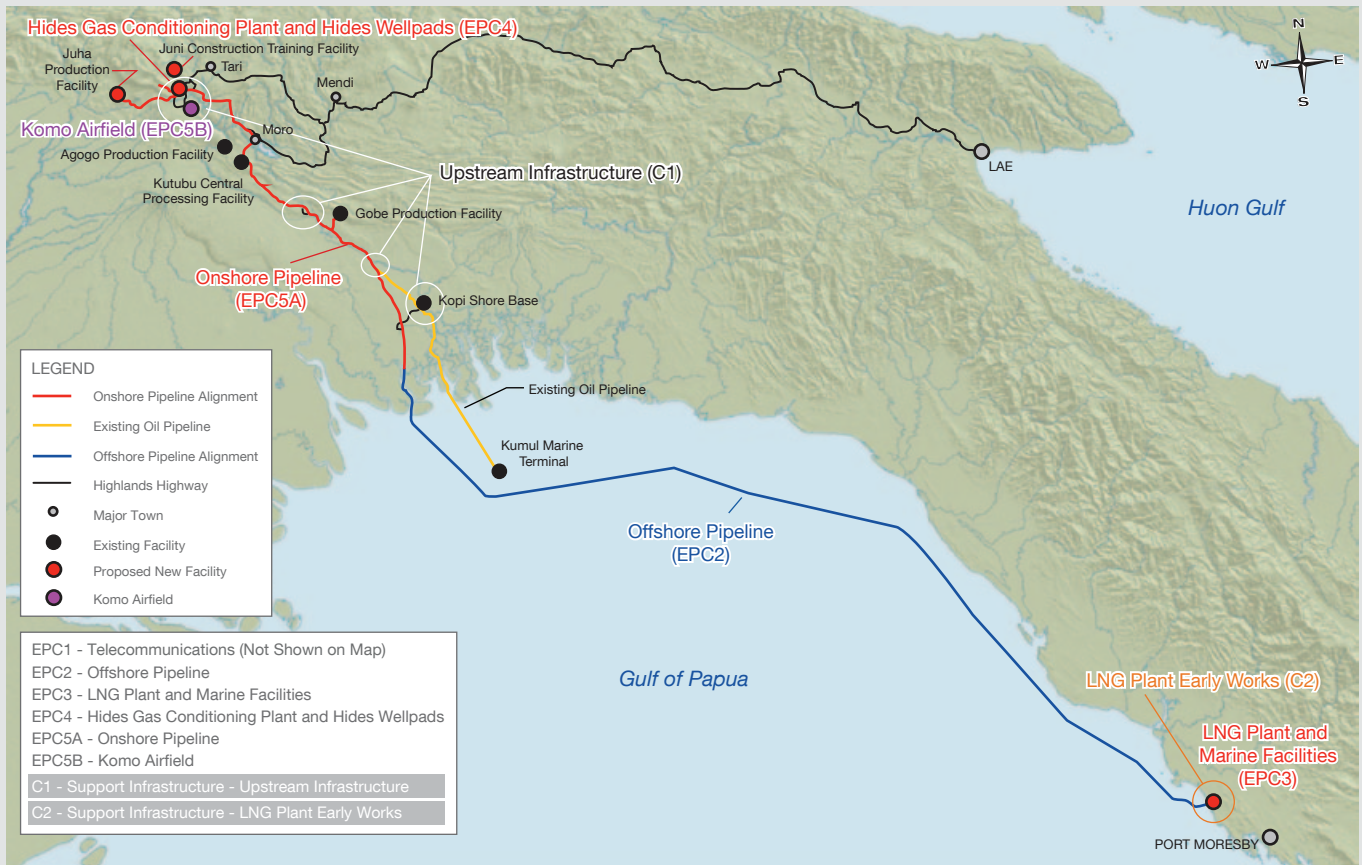 Hides Gas Conditioning Plant and Hides Wellpads (EPC4)
Juni Construction Training Facility
Juha
Production
Facility
Tari
Mendi
N
W
E
S
Komo Airfield (EPC5B)
Moro
Agogo Production Facility
Kutubu Central
Processing Facility
Upstream Infrastructure (C1)
LAE
Huon Gulf
Gobe Production Facility
Onshore Pipeline
(EPC5A)
Kopi Shore Base
Existing Oil Pipeline
Kumul Marine
Terminal
Offshore Pipeline
(EPC2)
Gulf of Papua
LNG Plant Early Works (C2)
LNG Plant and
Marine Facilities
(EPC3)
PORT MORESBY
LEGEND
Onshore Pipeline Alignment
Existing Oil Pipeline
Offshore Pipeline Alignment
Highlands Highway
Major Town
Existing Facility
Proposed New Facility
Komo Airfield
EPC1 - Telecommunications (Not Shown on Map)
EPC2 - Offshore Pipeline
EPC3 - LNG Plant and Marine Facilities
EPC4 - Hides Gas Conditioning Plant and Hides Wellpads
EPC5A - Onshore Pipeline
EPC5B - Komo Airfield
C1 - Support Infrastructure - Upstream Infrastructure
C2 - Support Infrastructure - LNG Plant Early Works